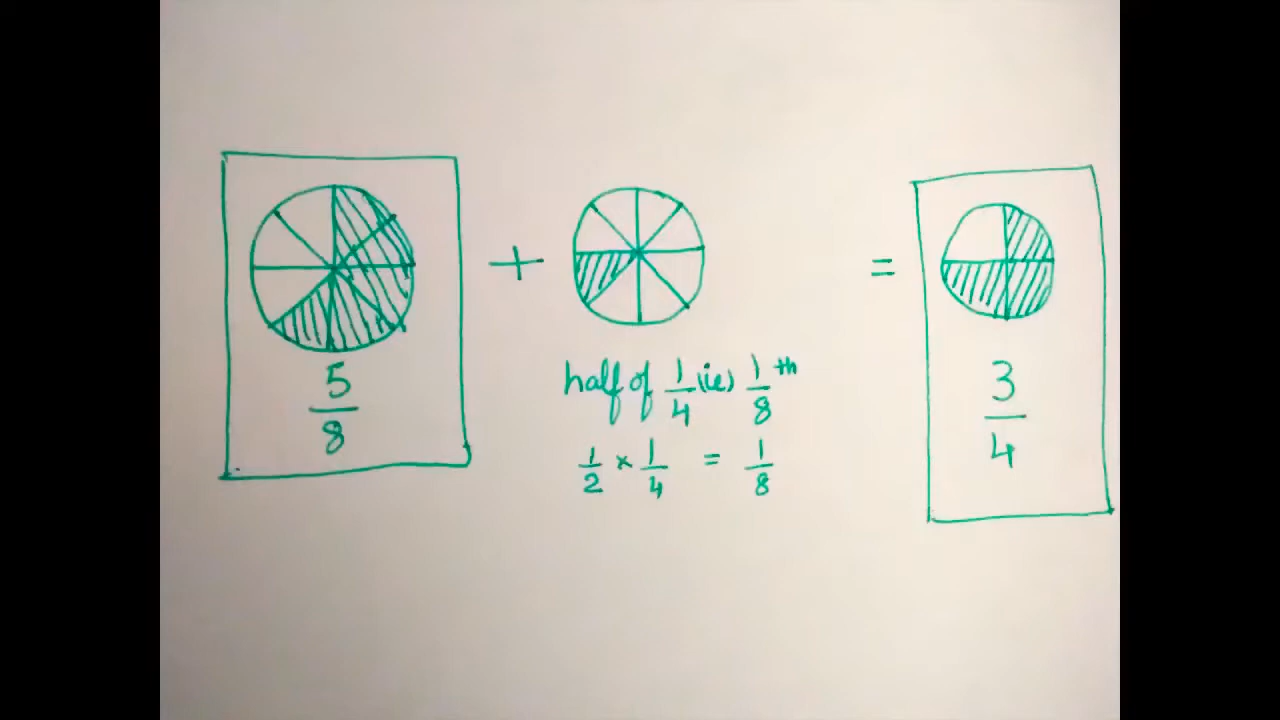 + =
5/8
half of 1/4 (ie) 1/8 th
1/2 × 1/4 = 1/8
3/4